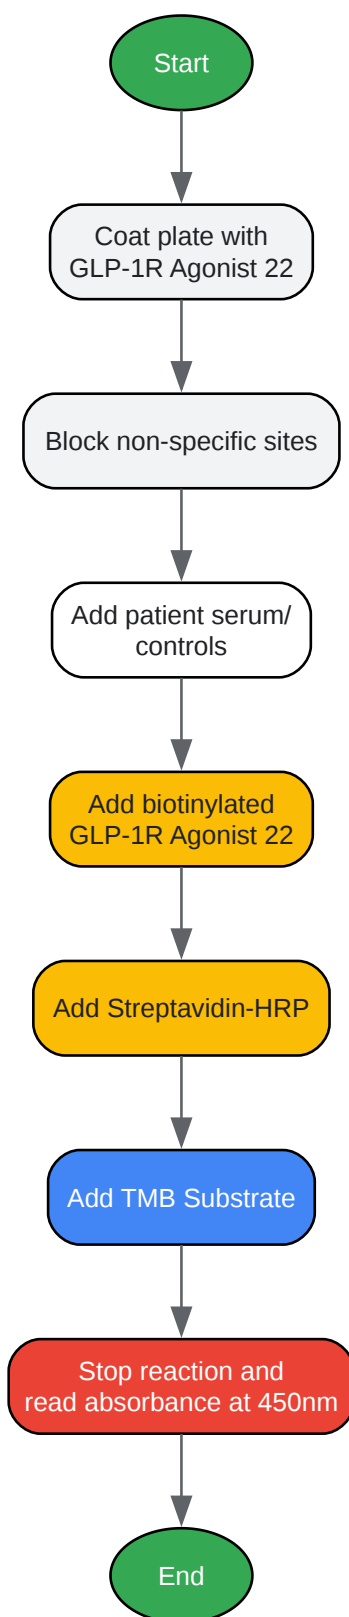 Start
Coat plate with
GLP-1R Agonist 22
Block non-specific sites
Add patient serum/
controls
Add biotinylated
GLP-1R Agonist 22
Add Streptavidin-HRP
Add TMB Substrate
Stop reaction and
read absorbance at 450nm
End